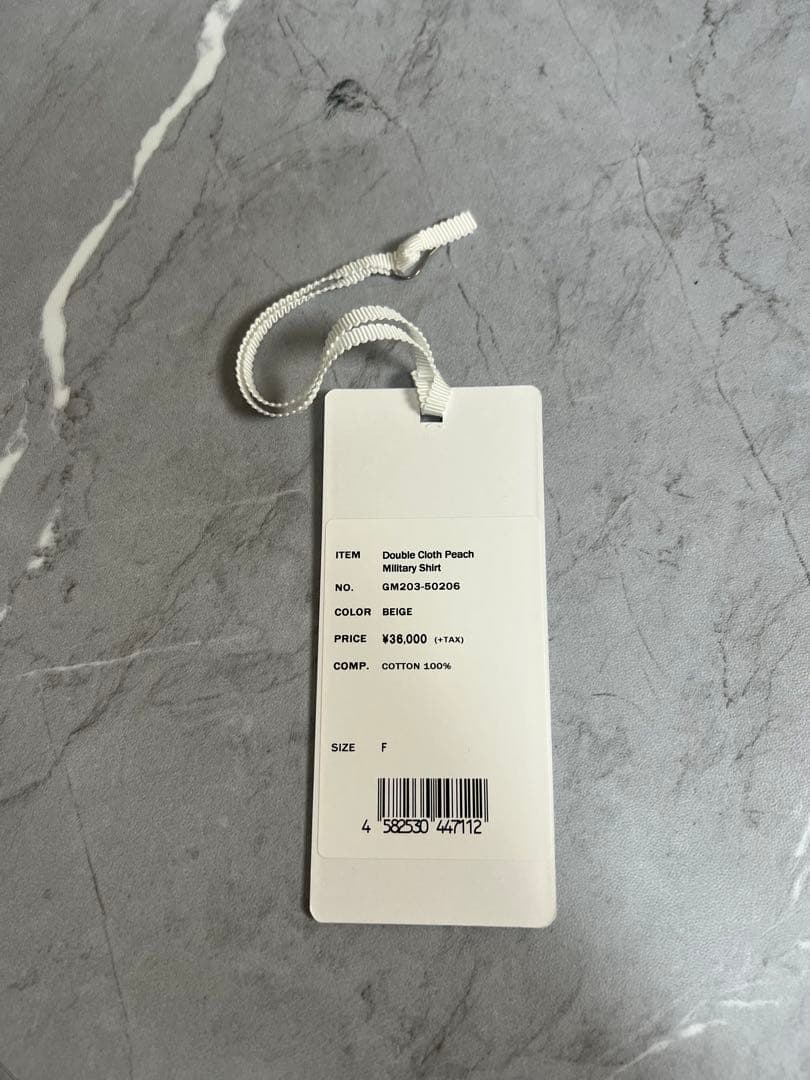 ITEM Double Cloth Peach
Military Shirt
NO. GM203-50206
COLOR BEIGE
PRICE ¥36,000 (+TAX)
COMP. COTTON 100%
SIZE F
4 582530 447112